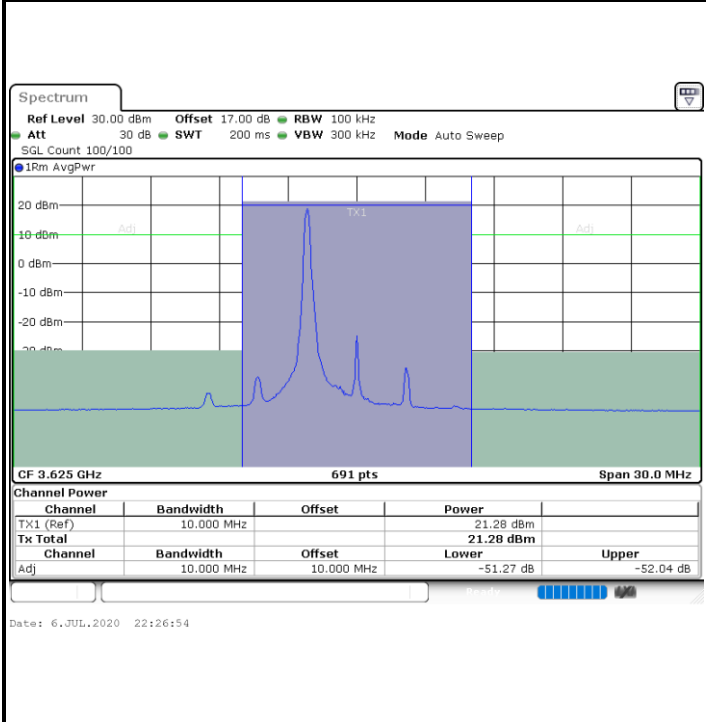 Spectrum
Ref Level 30.00 dBm Offset 17.00 dB RBW 100 kHz
Att 30 dB SWT 200 ms VBW 300 kHz Mode Auto Sweep
SGL Count 100/100
1Rm AvgPwr
20 dBm
TX1
Adj Adj
10 dBm
0 dBm
-10 dBm
-20 dBm
-30 dBm
CF 3.625 GHz 691 pts Span 30.0 MHz
Channel Power
Channel Bandwidth Offset Power
TX1 (Ref) 10.000 MHz 21.28 dBm
Tx Total 21.28 dBm
Channel Bandwidth Offset Lower Upper
Adj 10.000 MHz 10.000 MHz -51.27 dB -52.04 dB
Ready
Date: 6.JUL.2020 22:26:54